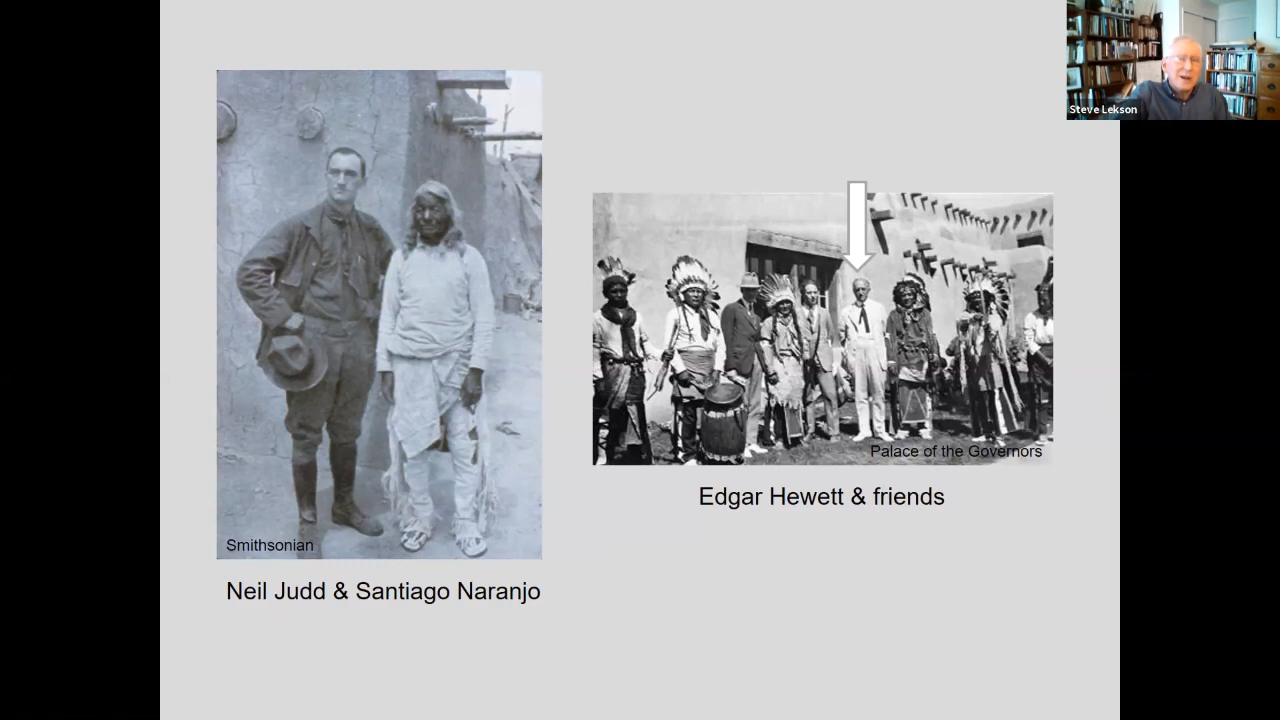 Steve Lekson
Smithsonian
Neil Judd & Santiago Naranjo
Palace of the Governors
Edgar Hewett & friends